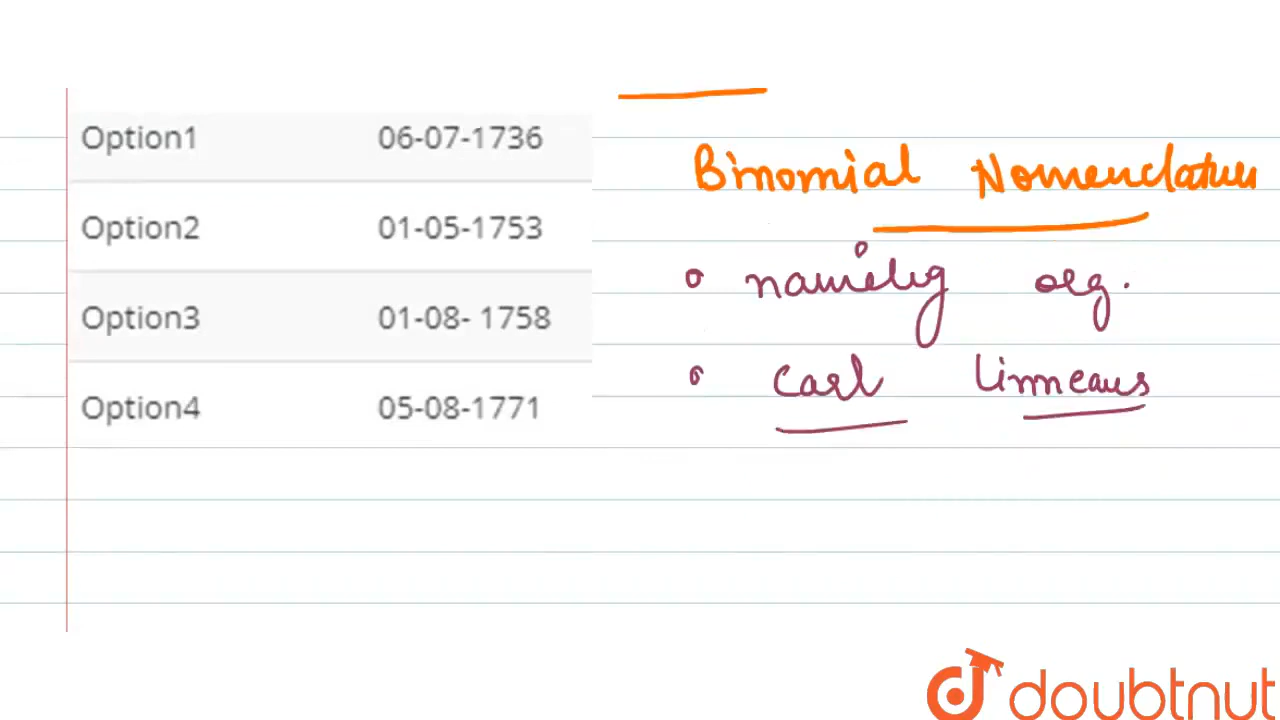 Option1 06-07-1736
Option2 01-05-1753
Option3 01-08- 1758
Option4 05-08-1771
Binomial Nomenclature
• naming org.
• Carl Linneaus
doubtnut